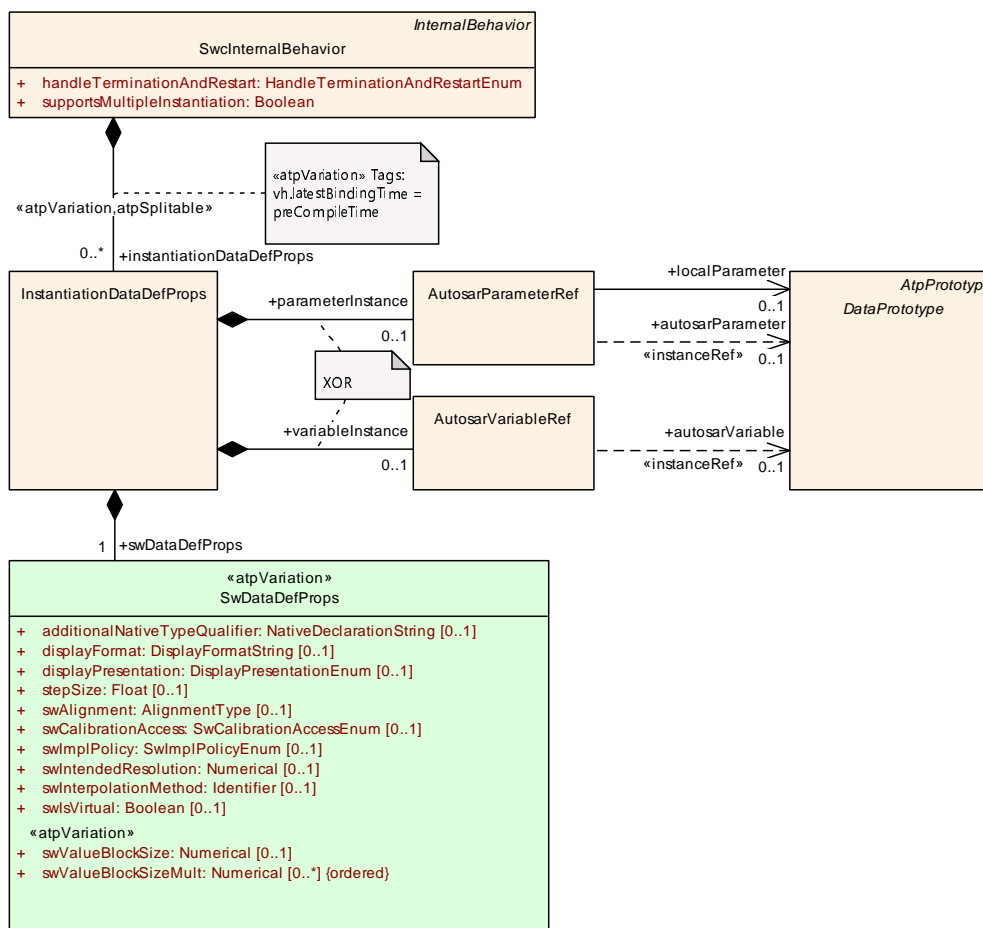 InternalBehavior
SwcInternalBehavior
+ handleTerminationAndRestart: HandleTerminationAndRestartEnum
+ supportsMultipleInstantiation: Boolean
«atpVariation» Tags:
vh.latestBindingTime =
preCompileTime
«atpVariation,atpSplitable»
0..*
+instantiationDataDefProps
InstantiationDataDefProps
+parameterInstance
0..1
AutosarParameterRef
+localParameter
0..1
+autosarParameter
«instanceRef»
0..1
AtpPrototyp
DataPrototype
XOR
+variableInstance
0..1
AutosarVariableRef
+autosarVariable
«instanceRef»
0..1
1
+swDataDefProps
«atpVariation»
SwDataDefProps
+ additionalNativeTypeQualifier: NativeDeclarationString [0..1]
+ displayFormat: DisplayFormatString [0..1]
+ displayPresentation: DisplayPresentationEnum [0..1]
+ stepSize: Float [0..1]
+ swAlignment: AlignmentType [0..1]
+ swCalibrationAccess: SwCalibrationAccessEnum [0..1]
+ swImplPolicy: SwImplPolicyEnum [0..1]
+ swIntendedResolution: Numerical [0..1]
+ swInterpolationMethod: Identifier [0..1]
+ swIsVirtual: Boolean [0..1]
«atpVariation»
+ swValueBlockSize: Numerical [0..1]
+ swValueBlockSizeMult: Numerical [0..*] {ordered}